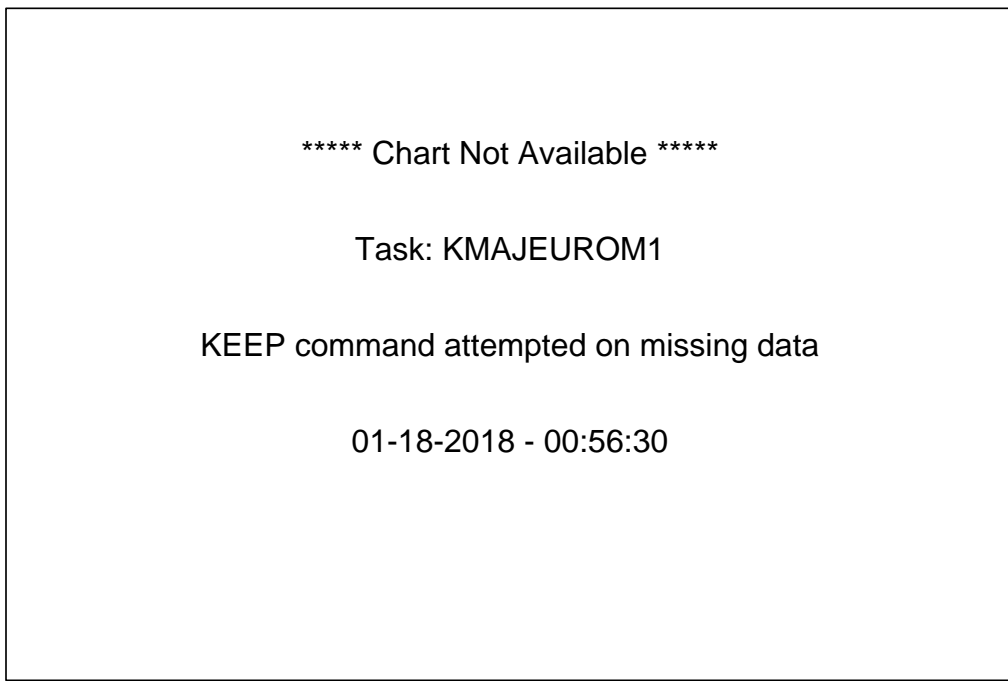 ***** Chart Not Available *****
Task: KMAJEUROM1
KEEP command attempted on missing data
01-18-2018 - 00:56:30